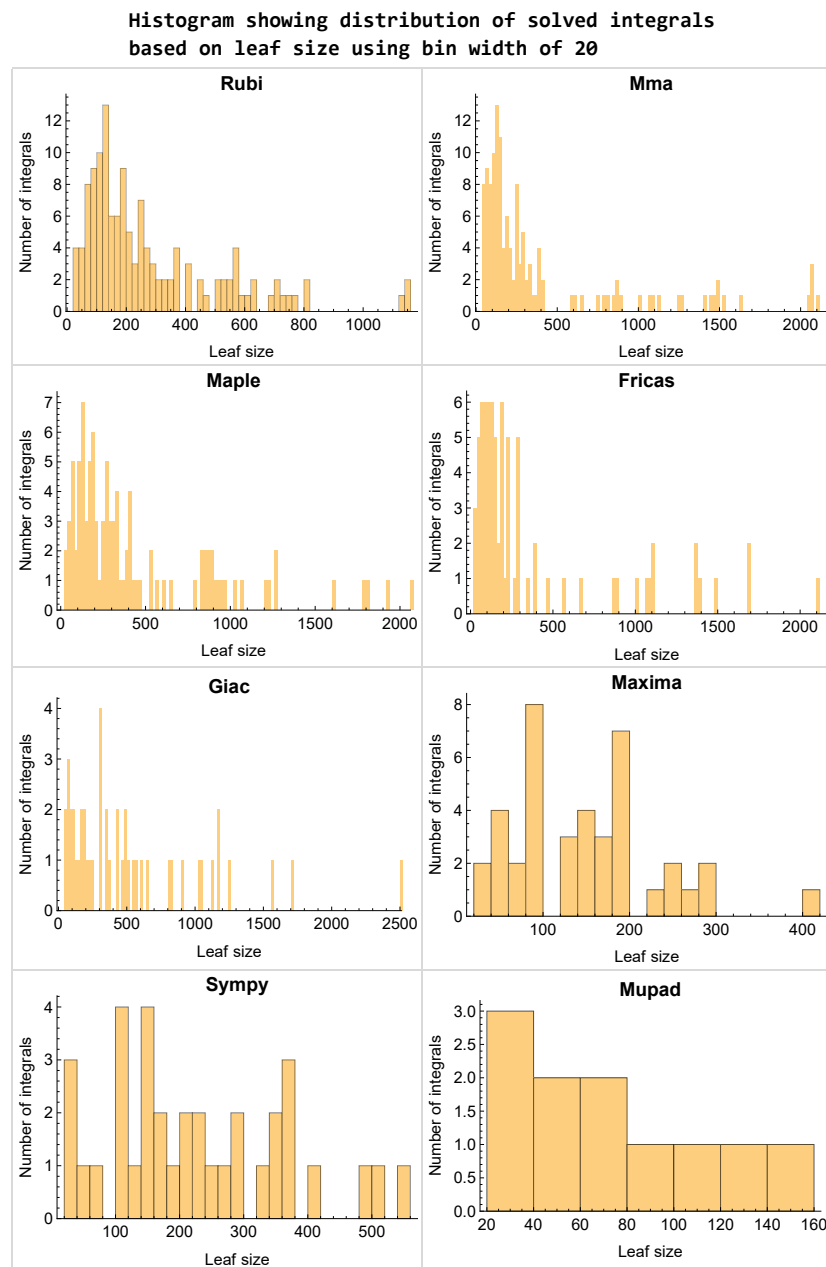 Histogram showing distribution of solved integrals
based on leaf size using bin width of 20
Rubi
Number of integrals
0
2
4
6
8
10
12
0 200 400 600 800 1000
Leaf size
Mma
Number of integrals
0
2
4
6
8
10
12
0 500 1000 1500 2000
Leaf size
Maple
Number of integrals
0
1
2
3
4
5
6
7
0 500 1000 1500 2000
Leaf size
Fricas
Number of integrals
0
1
2
3
4
5
6
0 500 1000 1500 2000
Leaf size
Giac
Number of integrals
0
1
2
3
4
0 500 1000 1500 2000 2500
Leaf size
Maxima
Number of integrals
0
2
4
6
8
100 200 300 400
Leaf size
Sympy
Number of integrals
0
1
2
3
4
100 200 300 400 500
Leaf size
Mupad
Number of integrals
0.0
0.5
1.0
1.5
2.0
2.5
3.0
20 40 60 80 100 120 140 160
Leaf size